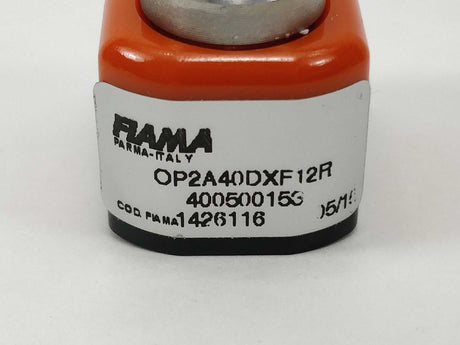 FIAMA
PARMA-ITALY
OP2A40DXF12R
400500153
COD. FIAMA 1426116